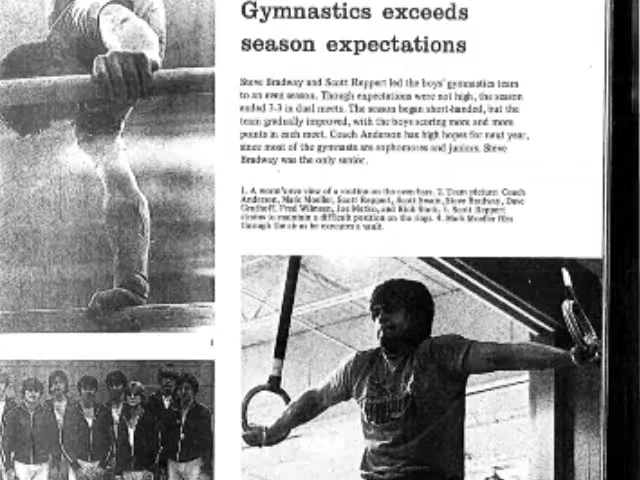 Gymnastics exceeds
season expectations
Steve Bradway and Scott Reppert led the boys' gymnastics team
to an even season. Though expectations were not high, the season
ended 3-3 in dual meets. The season began short-handed, but the
team gradually improved, with the boys scoring more and more
points in each meet. Coach Anderson has high hopes for next year,
since most of the gymnasts are sophomores and juniors. Steve
Bradway was the only senior.
1. A worm's eye view of a routine on the even bars. 2. Team picture: Coach
Anderson, Mark Moeller, Scott Reppert, Scott Swain, Steve Bradway, Dave
Fred Wilmsen, Joe and Rick 3. Scott Reppert
strains to maintain a difficult position on the rings. 4. Mark Moeller flies
through the air as he executes a vault.
1